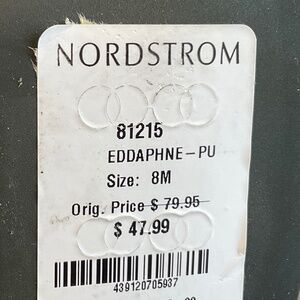 NORDSTROM
81215
EDDAPHNE-PU
Size: 8M
Orig. Price $ 79.95
$ 47.99
439120705937